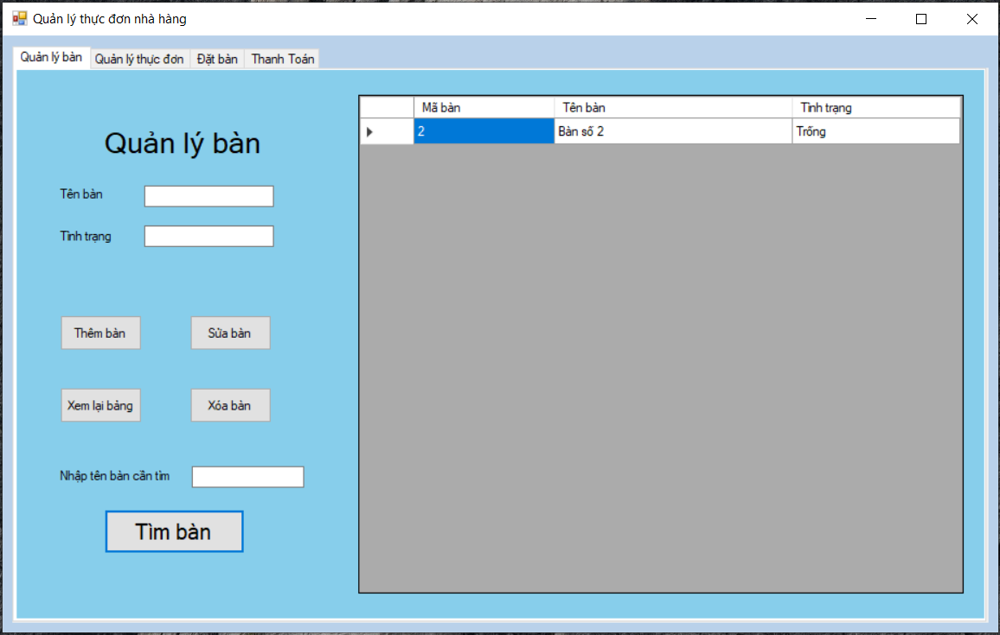 Quản lý thực đơn nhà hàng
Quản lý bàn Quản lý thực đơn Đặt bàn Thanh Toán
Quản lý bàn
Tên bàn
Tình trạng
Thêm bàn Sửa bàn
Xem lại bảng Xóa bàn
Nhập tên bàn cần tìm
Tìm bàn
Mã bàn Tên bàn Tình trạng
2 Bàn số 2 Trống